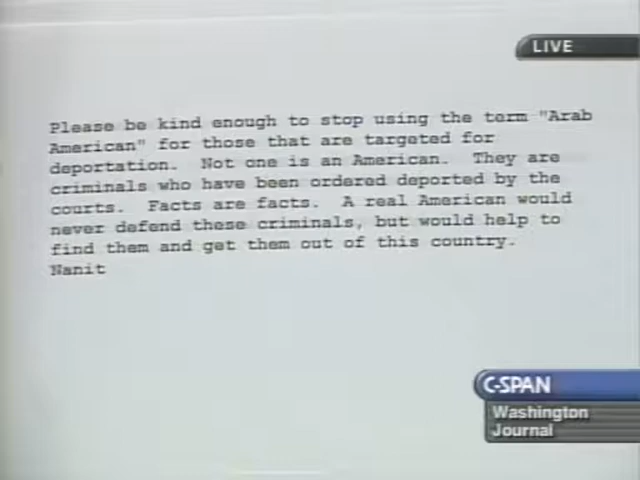 LIVE
Please be kind enough to stop using the term "Arab
American" for those that are targeted for
deportation.  Not one is an American.  They are
criminals who have been ordered deported by the
courts.  Facts are facts.  A real American would
never defend these criminals, but would help to
find them and get them out of this country.
Nanit
C-SPAN
Washington
Journal